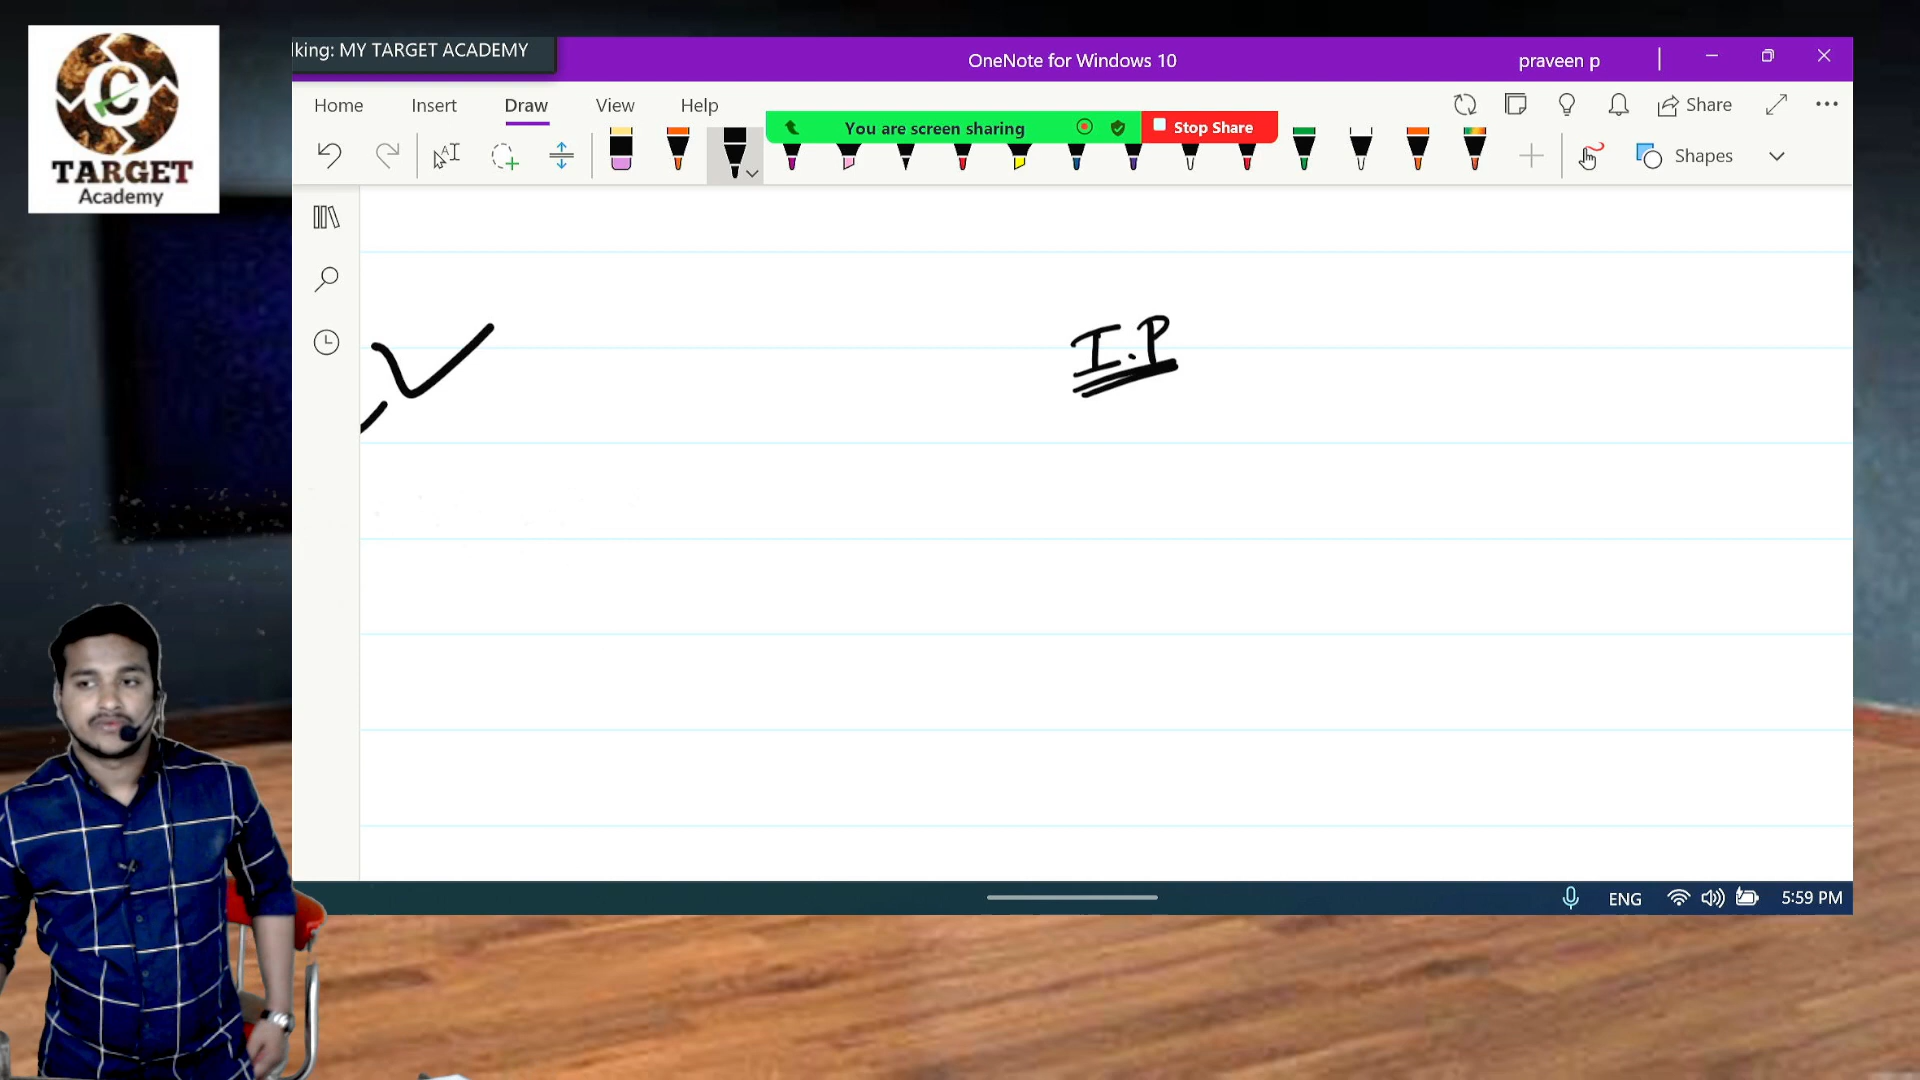 lking: MY TARGET ACADEMY
OneNote for Windows 10
praveen p
Home Insert Draw View Help
Share
You are screen sharing
Stop Share
Shapes
C
TARGET
Academy
I.P
ENG
5:59 PM